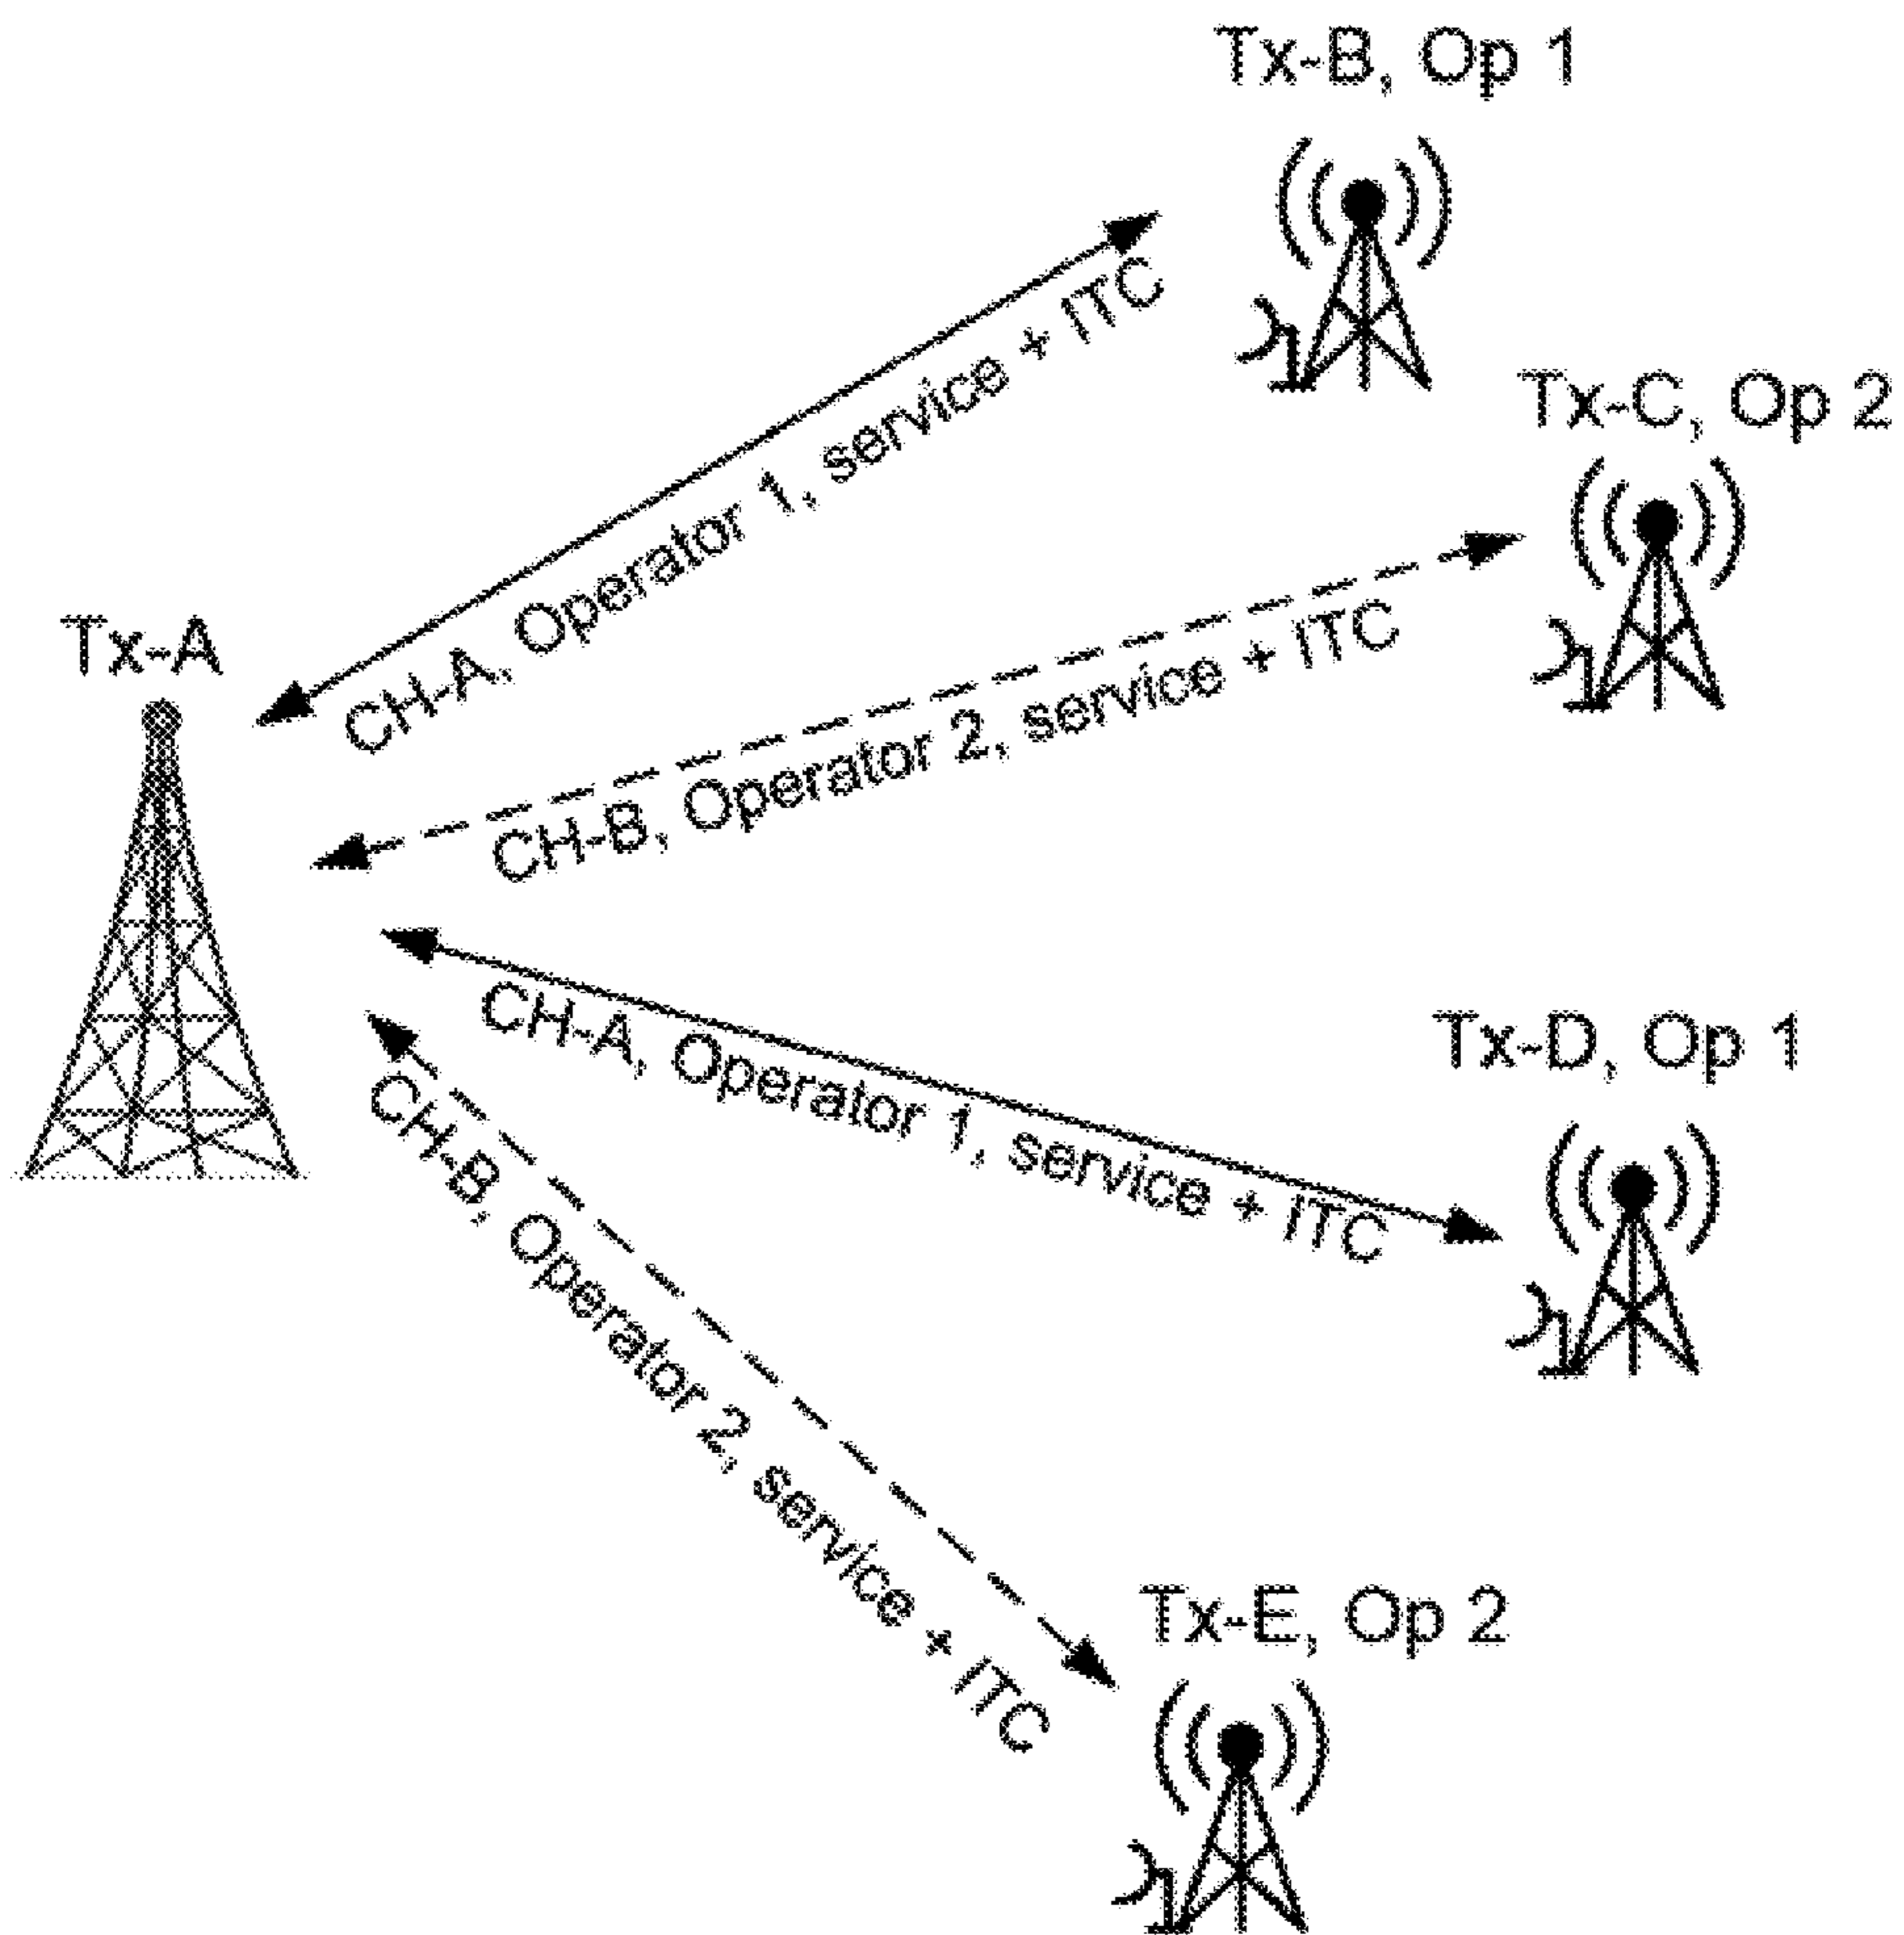 Tx-B, Op 1
Tx-C, Op 2
CH-A, Operator 1, service + ITC
Tx-A
CH-B, Operator 2, service + ITC
CH-A, Operator 1, service + ITC
Tx-D, Op 1
CH-B, Operator 2, service + ITC
Tx-E, Op 2